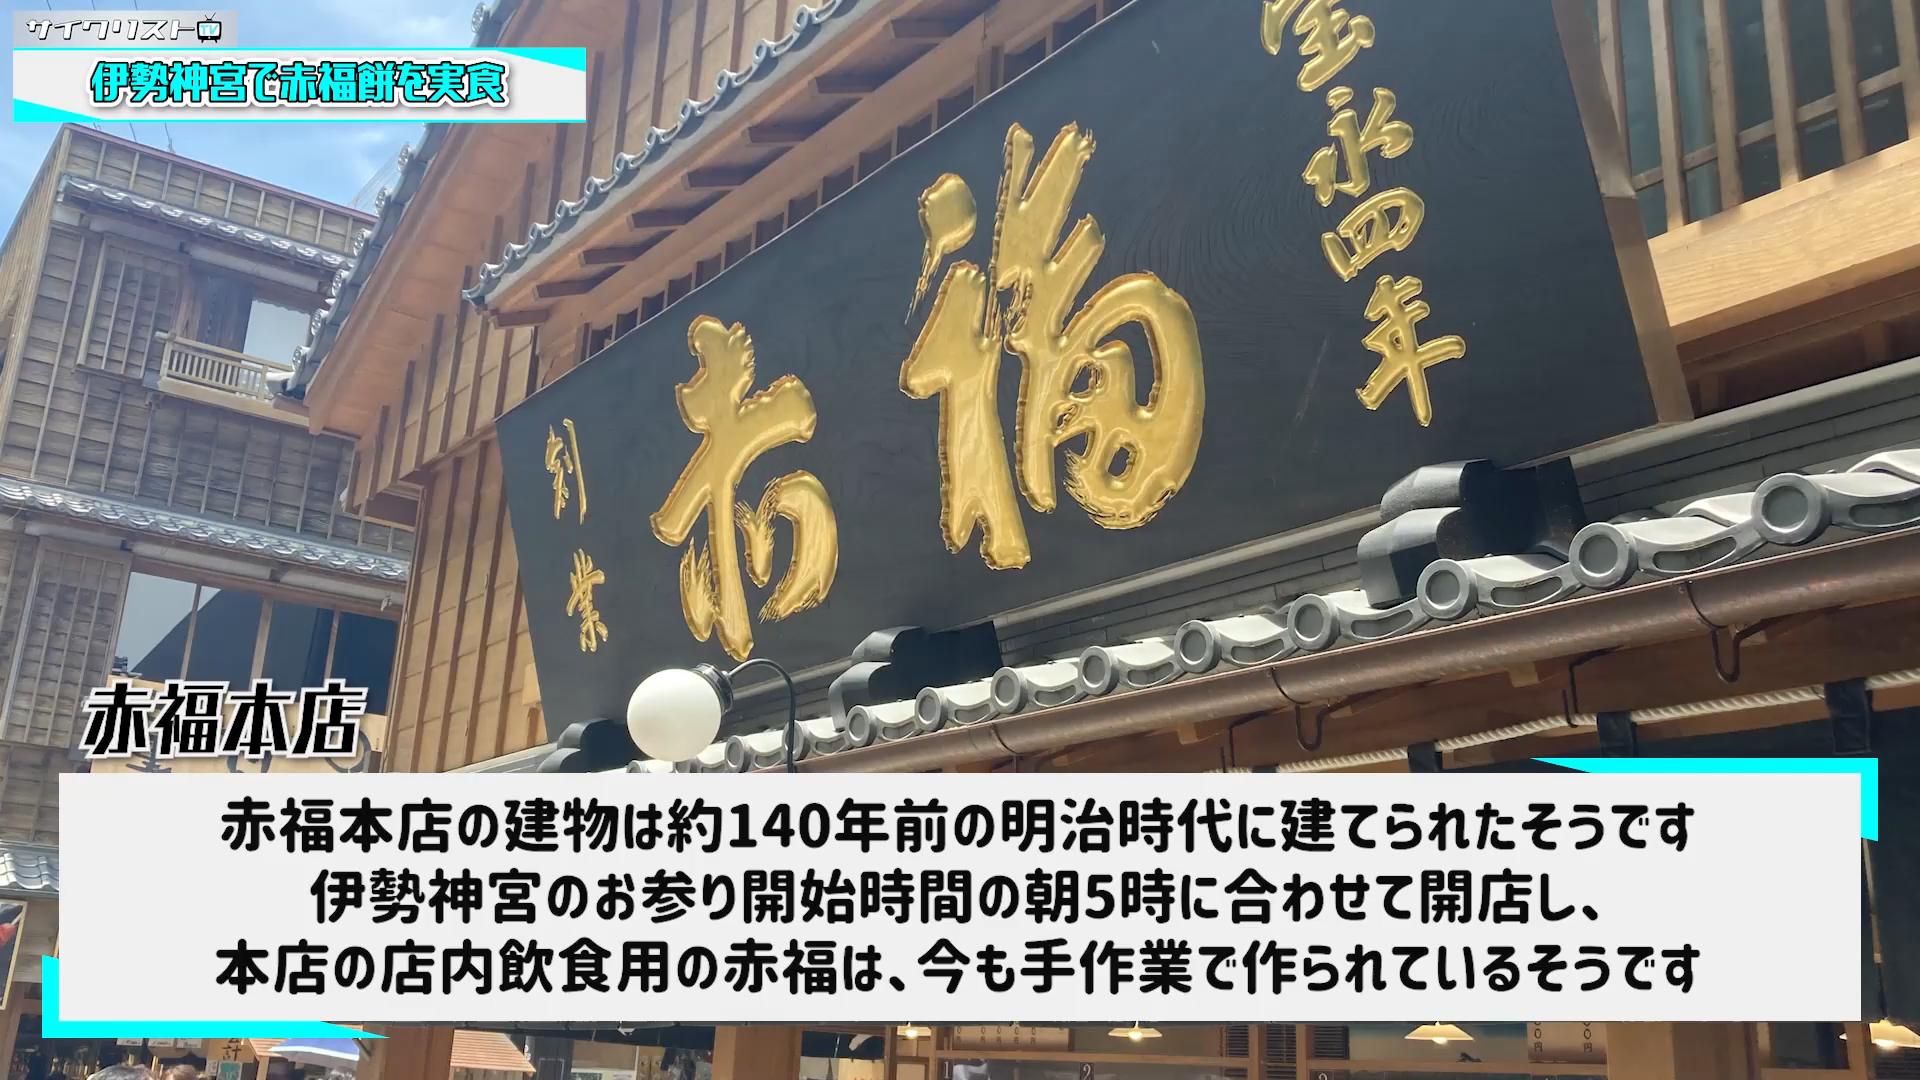 サイクリストTV
伊勢神宮で赤福餅を実食
宝永四年
赤福
創業
赤福本店
赤福本店の建物は約140年前の明治時代に建てられたそうです
伊勢神宮のお参り開始時間の朝5時に合わせて開店し、
本店の店内飲食用の赤福は、今も手作業で作られているそうです